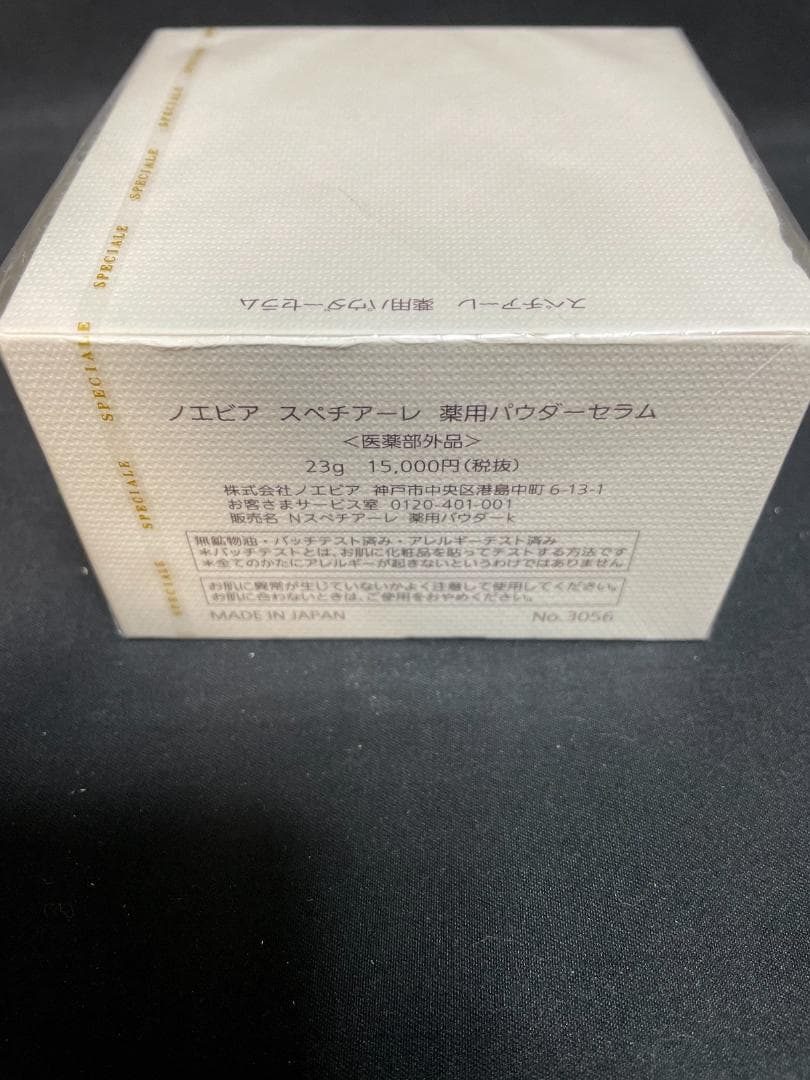 SPECIALE SPECIALE SPECIALE SPECIALE SPECIALE SPECIALE SPECIALE
スペチアーレ 薬用パウダーセラム
ノエビア スペチアーレ 薬用パウダーセラム
<医薬部外品>
23g 15,000円(税抜)
株式会社ノエビア 神戸市中央区港島中町6-13-1
お客さまサービス室 0120-401-001
販売名 Nスペチアーレ 薬用パウダーk
無鉱物油・パッチテスト済み・アレルギーテスト済み
*パッチテストとは、お肌に化粧品を貼ってテストする方法です
*全てのかたにアレルギーが起きないというわけではありません
お肌に異常が生じていないかよく注意して使用してください。
お肌に合わないときは、ご使用をおやめください。
MADE IN JAPAN No.3056